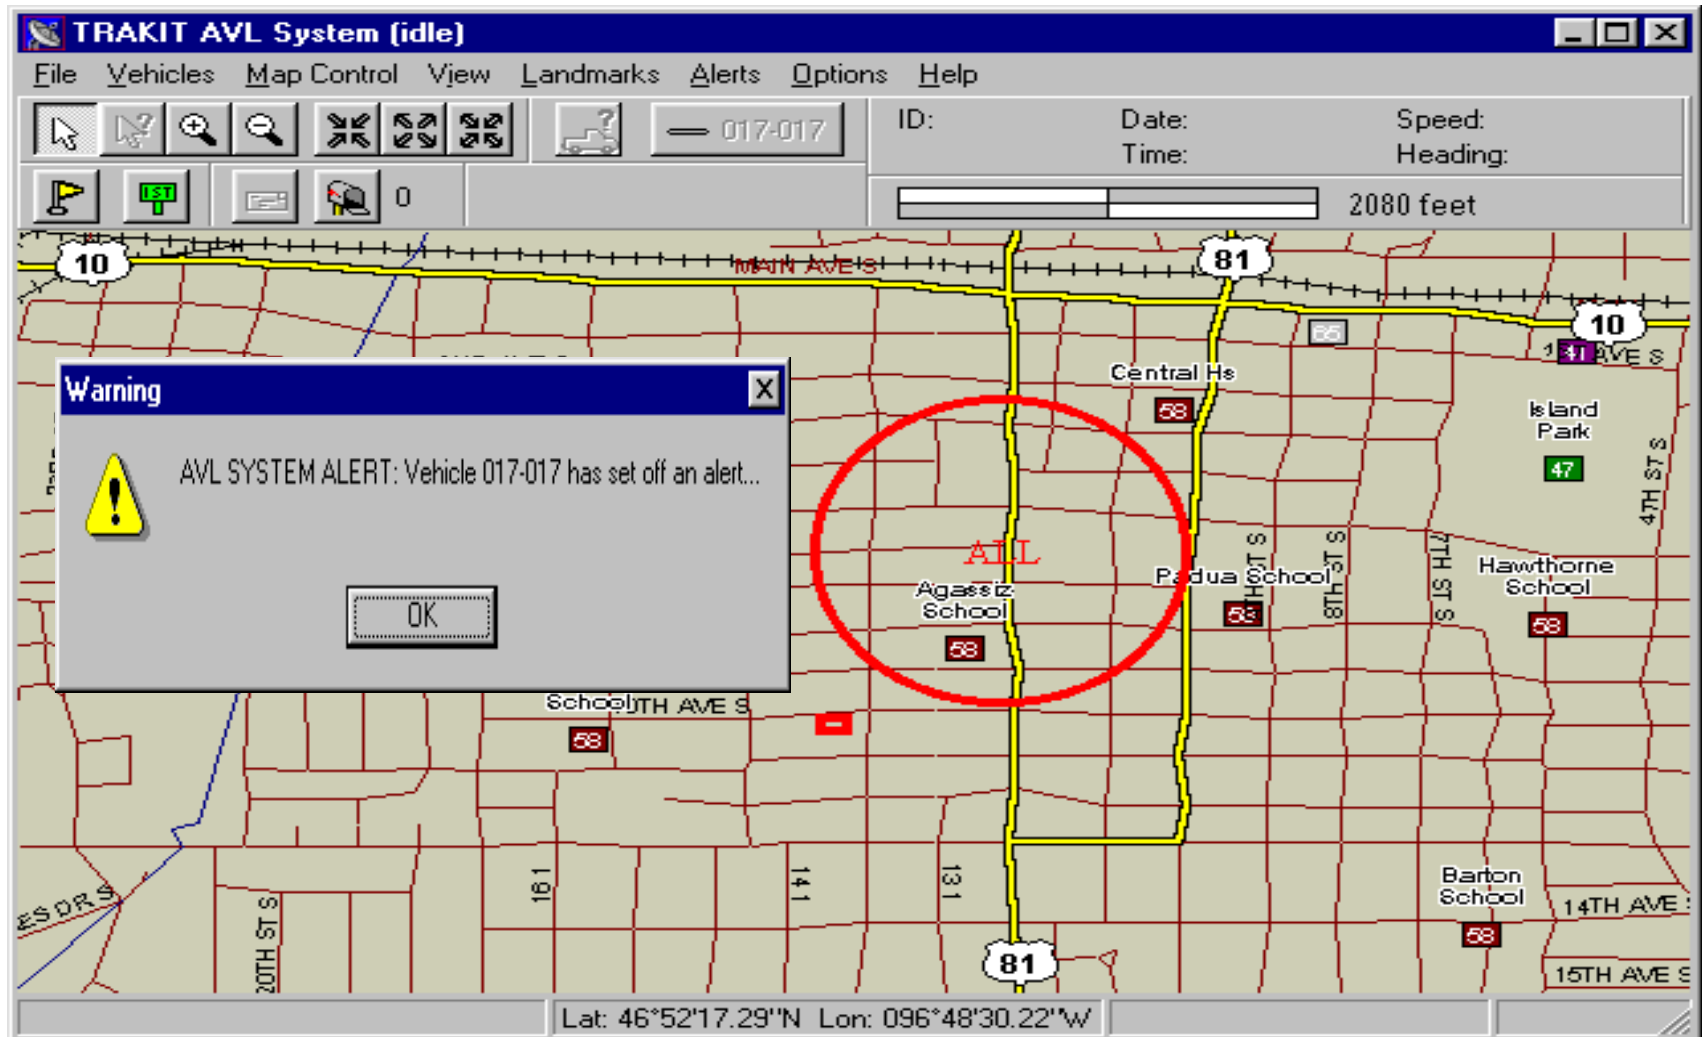 TRAKIT AVL System (idle)
File Vehicles Map Control View Landmarks Alerts Options Help
017-017
ID: Date: Speed:
Time: Heading:
1ST
0
2080 feet
10
81
MAIN AVE S
10
65
41
AVE S
Central Hs
58
Island
Park
47
4TH ST S
Warning
AVL SYSTEM ALERT: Vehicle 017-017 has set off an alert...
OK
ALL
Agassiz
School
58
Padua School
58
8TH ST S
7TH ST S
Hawthorne
School
58
School
10TH AVE S
58
161
141
131
20TH ST S
Barton
School
58
14TH AVE
15TH AVE S
81
Lat: 46°52'17.29"N Lon: 096°48'30.22"W